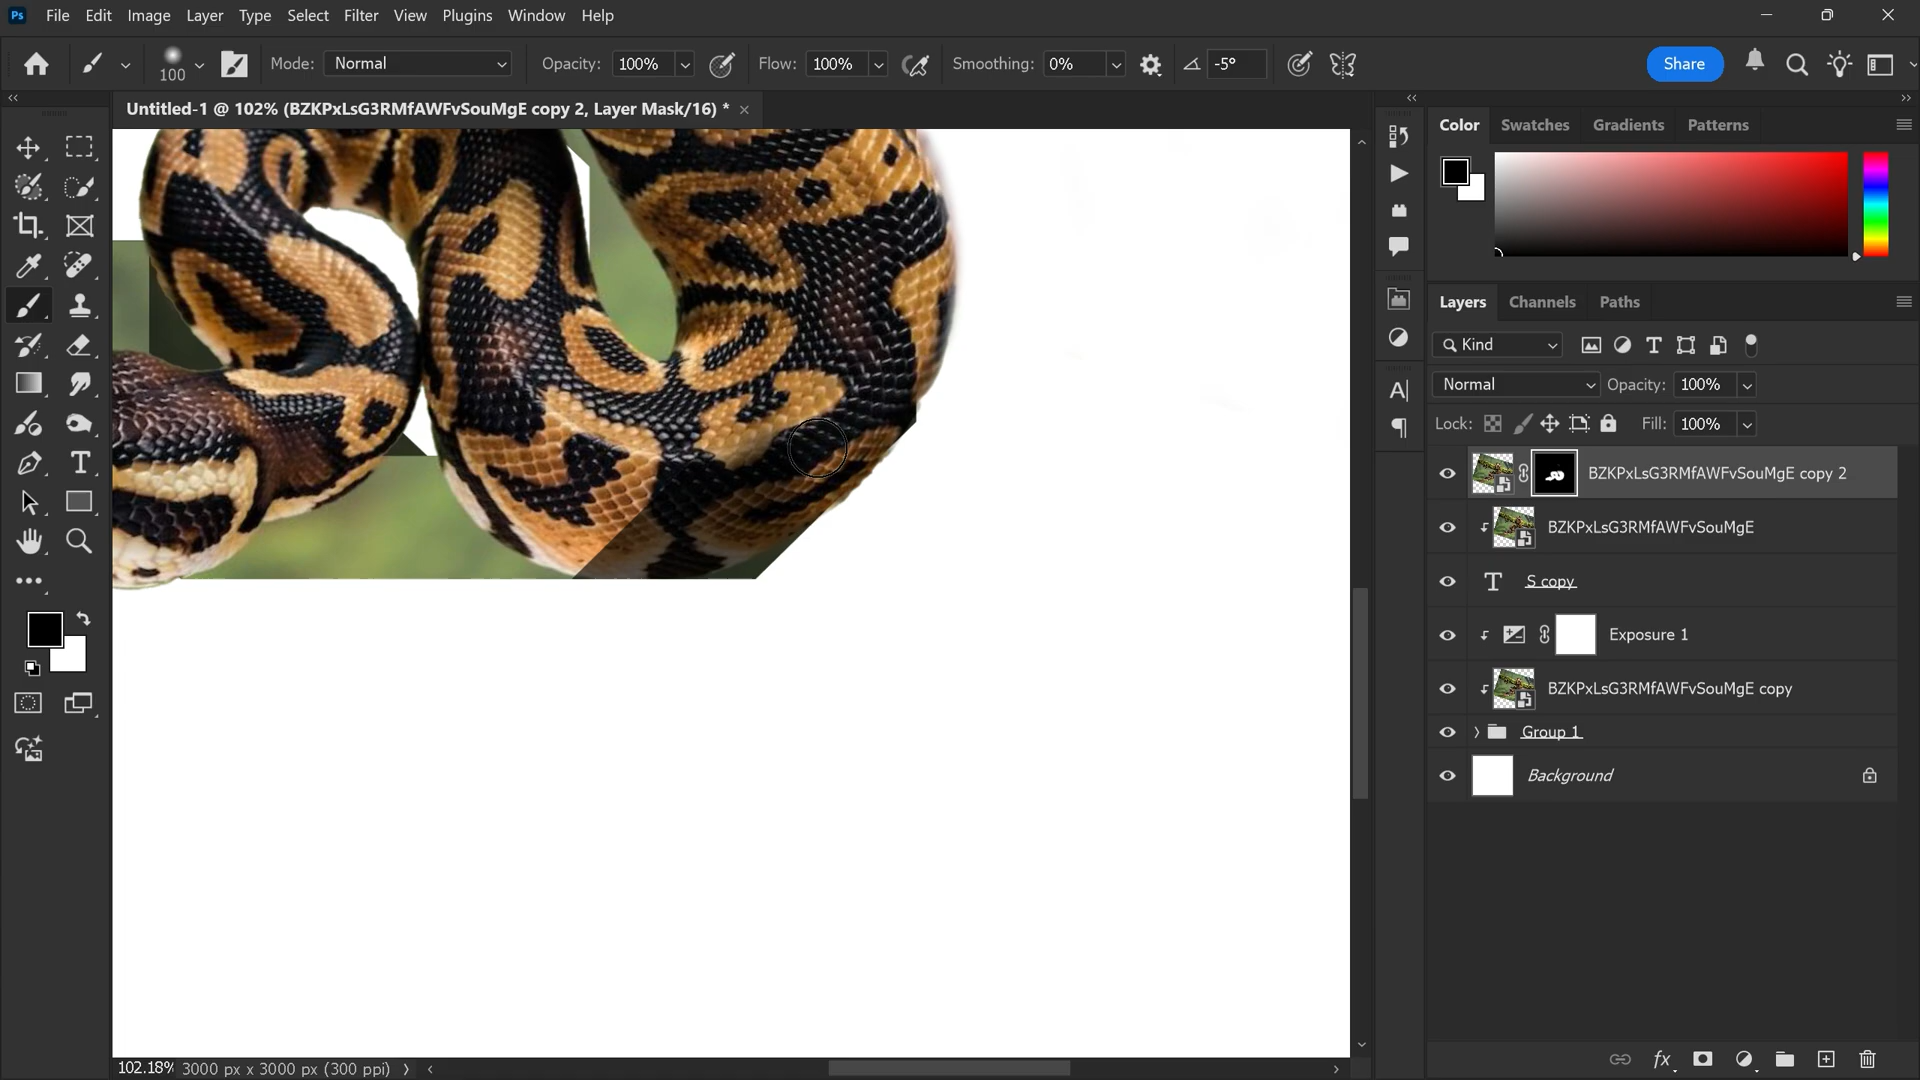 Ps File Edit Image Layer Type Select Filter View Plugins Window Help
100 Mode: Normal Opacity: 100% Flow: 100% Smoothing: 0% -5° Share
Untitled-1 @ 102% (BZKPxLsG3RMfAWFvSouMgE copy 2, Layer Mask/16) *
Color Swatches Gradients Patterns
Layers Channels Paths
Kind
Normal Opacity: 100%
Lock: Fill: 100%
BZKPxLsG3RMfAWFvSouMgE copy 2
BZKPxLsG3RMfAWFvSouMgE
S copy
Exposure 1
BZKPxLsG3RMfAWFvSouMgE copy
Group 1
Background
102.18% 3000 px x 3000 px (300 ppi)